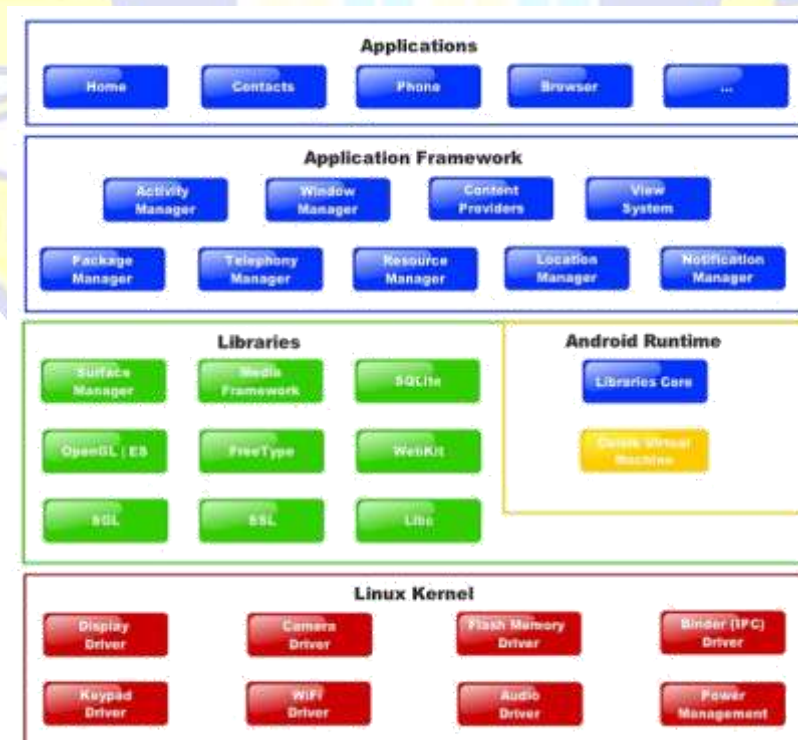 Applications
Home
Contacts
Phone
Browser
...
Application Framework
Activity
Manager
Window
Manager
Content
Providers
View
System
Package
Manager
Telephony
Manager
Resource
Manager
Location
Manager
Notification
Manager
Libraries
Android Runtime
Surface
Manager
Media
Framework
SQLite
Libraries Core
OpenGL | ES
FreeType
WebKit
Dalvik Virtual
Machine
SGL
SSL
Libc
Linux Kernel
Display
Driver
Camera
Driver
Flash Memory
Driver
Binder (IPC)
Driver
Keypad
Driver
WiFi
Driver
Audio
Driver
Power
Management